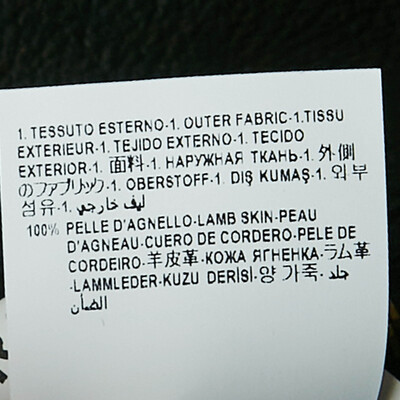 1. TESSUTO ESTERNO-1. OUTER FABRIC-1.TISSU
EXTERIEUR-1. TEJIDO EXTERNO-1. TECIDO
EXTERIOR-1. 面料-1. НАРУЖНАЯ ТКАНЬ-1. 外側
のファブリック-1. OBERSTOFF-1. DIŞ KUMAŞ-1. 외부
섬유-1. ليف خارجي-1.
100% PELLE D'AGNELLO-LAMB SKIN-PEAU
D'AGNEAU-CUERO DE CORDERO-PELE DE
CORDEIRO-羊皮革-КОЖА ЯГНЕНКА-ラム革
-LAMMLEDER-KUZU DERİSİ-양 가죽-جلد
الضأن